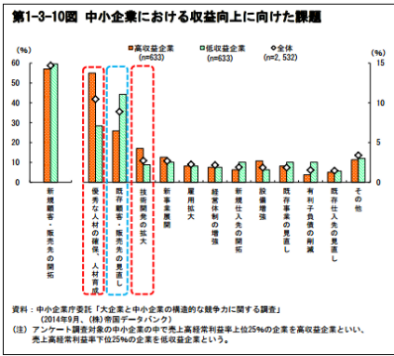 第1-3-10図 中小企業における収益向上に向けた課題
(%)
高収益企業
(n=633)
低収益企業
(n=633)
全体
(n=2,532)
(%)
60
50
40
30
20
10
0
15
10
5
0
新規顧客・販売先の開拓
優秀な人材の確保、人材育成
既存顧客・販売先の見直し
技術開発の拡大
新事業展開
雇用拡大
経営体制の増強
新規仕入先の開拓
設備増強
既存事業の見直し
有利子負債の削減
既存仕入先の見直し
その他
資料:中小企業庁委託「大企業と中小企業の構造的な競争力に関する調査」
(2014年9月、(株)帝国データバンク)
(注) アンケート調査対象の中小企業の中で売上高経常利益率上位25%の企業を高収益企業といい、
売上高経常利益率下位25%の企業を低収益企業という。